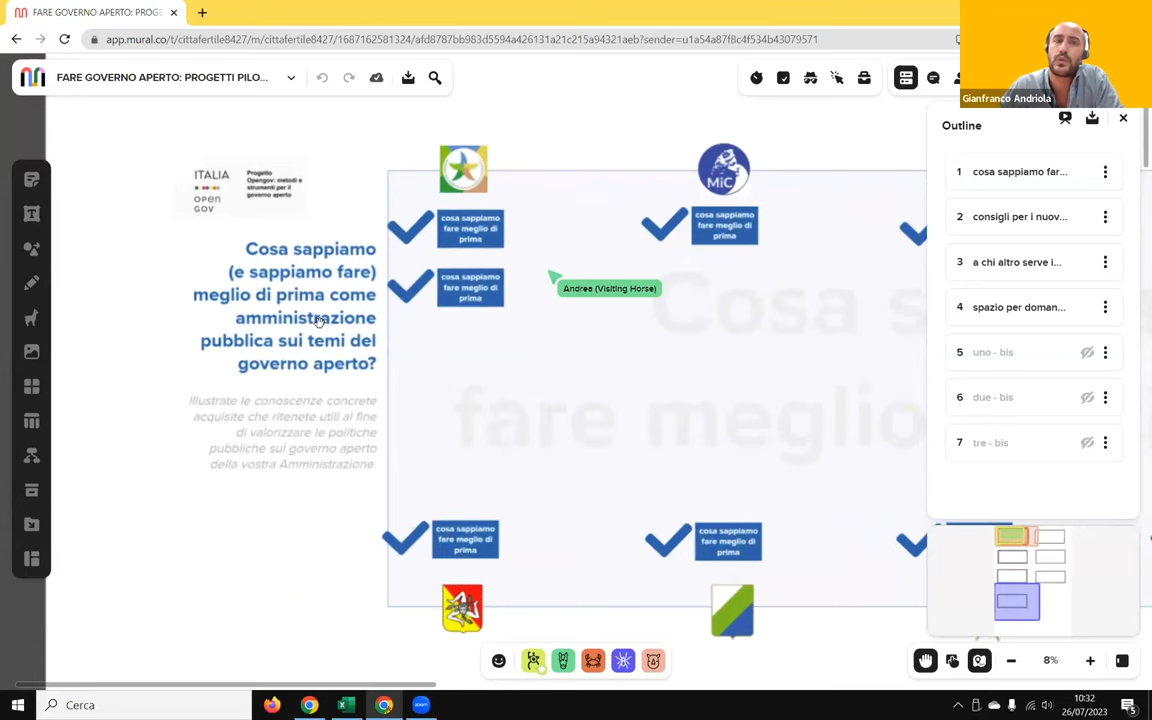 FARE GOVERNO APERTO: PROGE
app.mural.co/t/cittafertile8427/m/cittafertile8427/1687162581324/afd8787bb983d5594a426131a21c215a94321aeb?sender=u1a54a87f8c4f534b43079571
Gianfranco Andriola
FARE GOVERNO APERTO: PROGETTI PILO...
Outline
1 cosa sappiamo far...
2 consigli per i nuov...
3 a chi altro serve i...
4 spazio per doman...
5 uno - bis
6 due - bis
7 tre - bis
ITALIA
OPEN
GOV
Progetto
Opengov: metodi e
strumenti per il
governo aperto
Cosa sappiamo
(e sappiamo fare)
meglio di prima come
amministrazione
pubblica sui temi del
governo aperto?
Illustrate le conoscenze concrete
acquisite che ritenete utili al fine
di valorizzare le politiche
pubbliche sul governo aperto
della vostra Amministrazione.
MiC
cosa sappiamo
fare meglio di
prima
cosa sappiamo
fare meglio di
prima
cosa sappiamo
fare meglio di
prima
Andrea (Visiting Horse)
Cosa s
fare meglio
cosa sappiamo
fare meglio di
prima
cosa sappiamo
fare meglio di
prima
8%
Cerca
10:32
26/07/2023
5